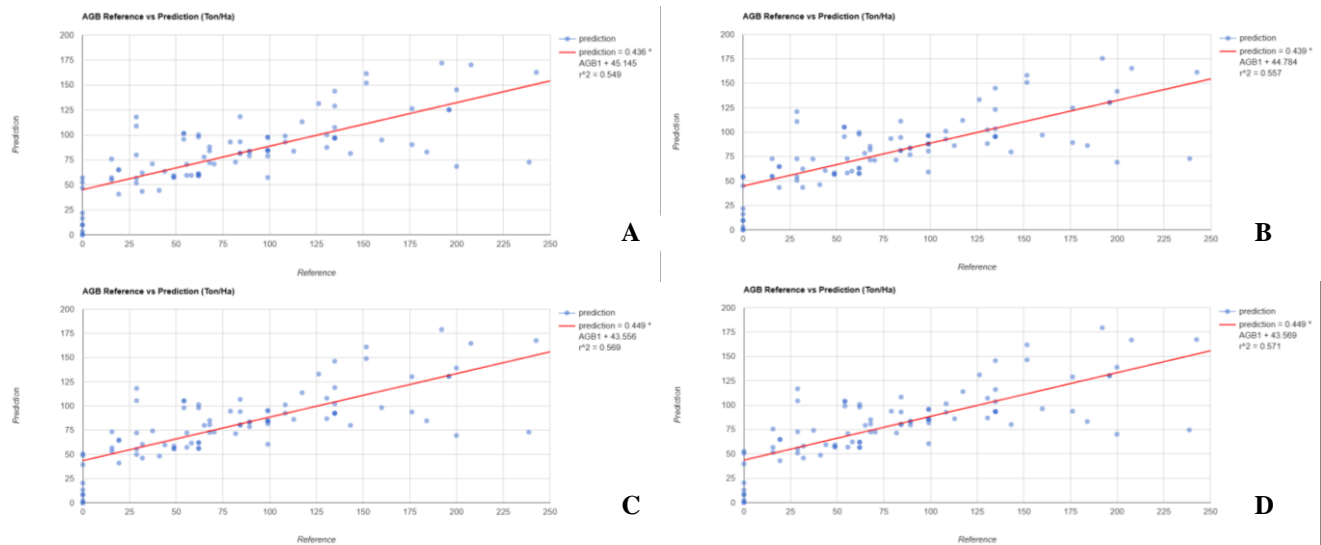 AGB Reference vs Prediction (Ton/Ha)
200
175
150
125
100
75
50
25
0
Prediction
0 25 50 75 100 125 150 175 200 225 250
Reference
prediction
prediction = 0.436 *
AGB1 + 45.145
r^2 = 0.549
A
AGB Reference vs Prediction (Ton/Ha)
200
175
150
125
100
75
50
25
0
Prediction
0 25 50 75 100 125 150 175 200 225 250
Reference
prediction
prediction = 0.439 *
AGB1 + 44.784
r^2 = 0.557
B
AGB Reference vs Prediction (Ton/Ha)
200
175
150
125
100
75
50
25
0
Prediction
0 25 50 75 100 125 150 175 200 225 250
Reference
prediction
prediction = 0.449 *
AGB1 + 43.556
r^2 = 0.569
C
AGB Reference vs Prediction (Ton/Ha)
200
175
150
125
100
75
50
25
0
Prediction
0 25 50 75 100 125 150 175 200 225 250
Reference
prediction
prediction = 0.449 *
AGB1 + 43.569
r^2 = 0.571
D